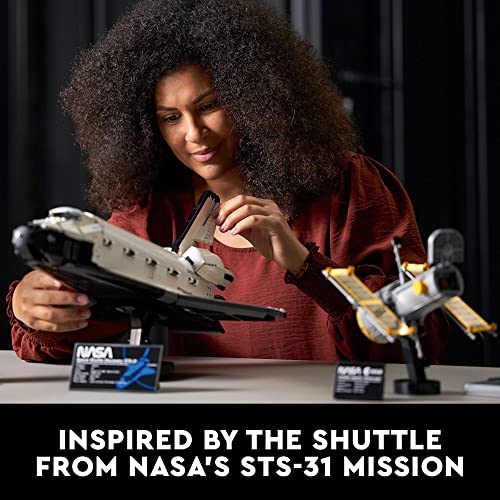 NASA
NASA
INSPIRED BY THE SHUTTLE
FROM NASA'S STS-31 MISSION